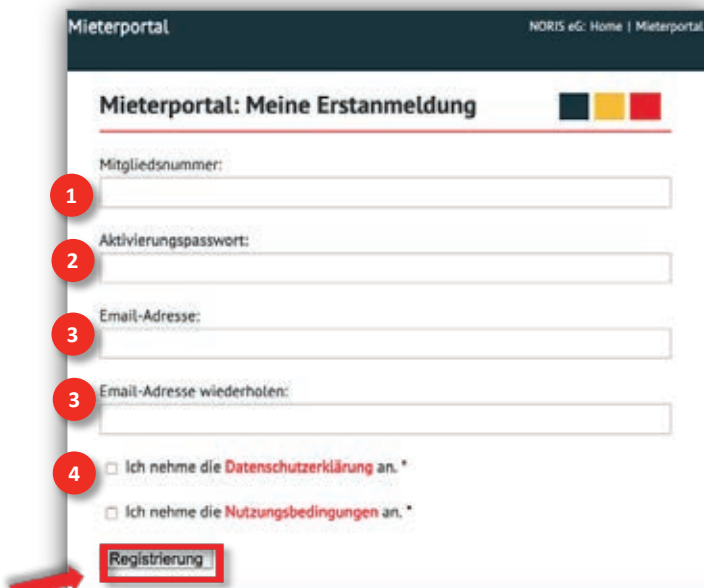 Mieterportal
NORIS eG: Home | Mieterportal
Mieterportal: Meine Erstanmeldung
Mitgliedsnummer:
1
Aktivierungspasswort:
2
Email-Adresse:
3
Email-Adresse wiederholen:
3
4
Ich nehme die Datenschutzerklärung an. *
Ich nehme die Nutzungsbedingungen an. *
Registrierung